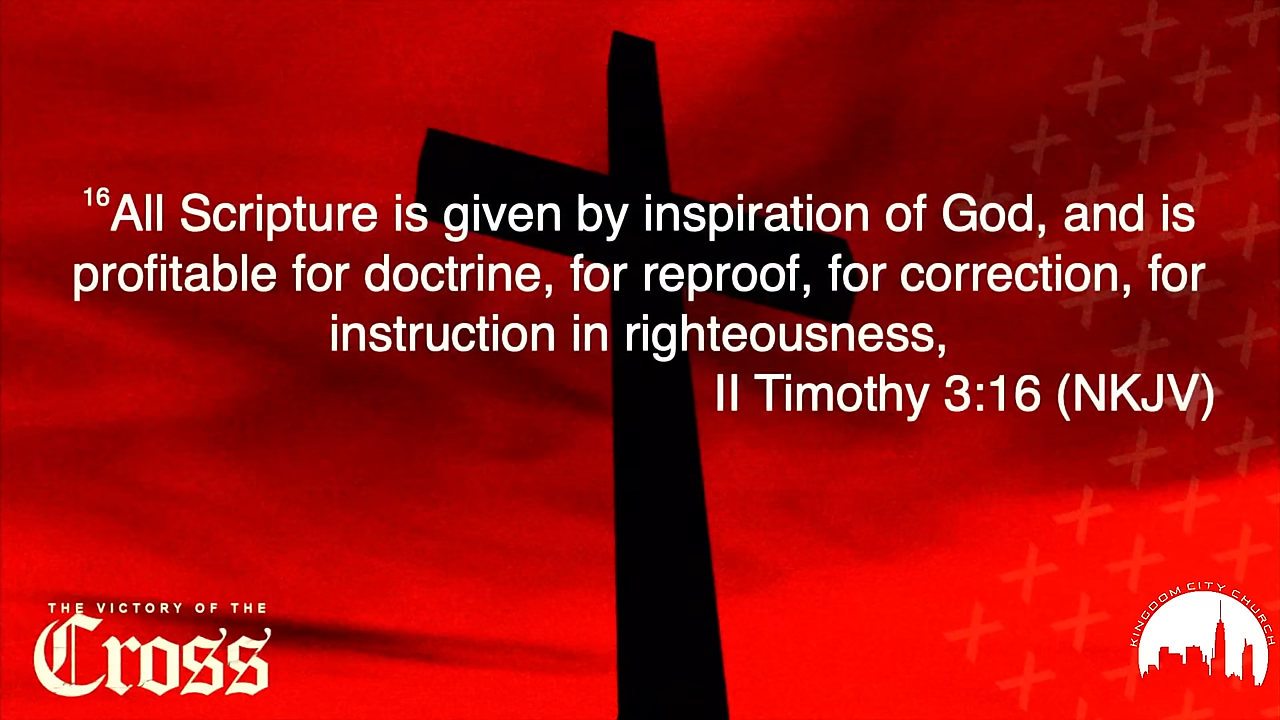 16All Scripture is given by inspiration of God, and is
profitable for doctrine, for reproof, for correction, for
instruction in righteousness,
II Timothy 3:16 (NKJV)
THE VICTORY OF THE
Cross
KINGDOM CITY CHURCH